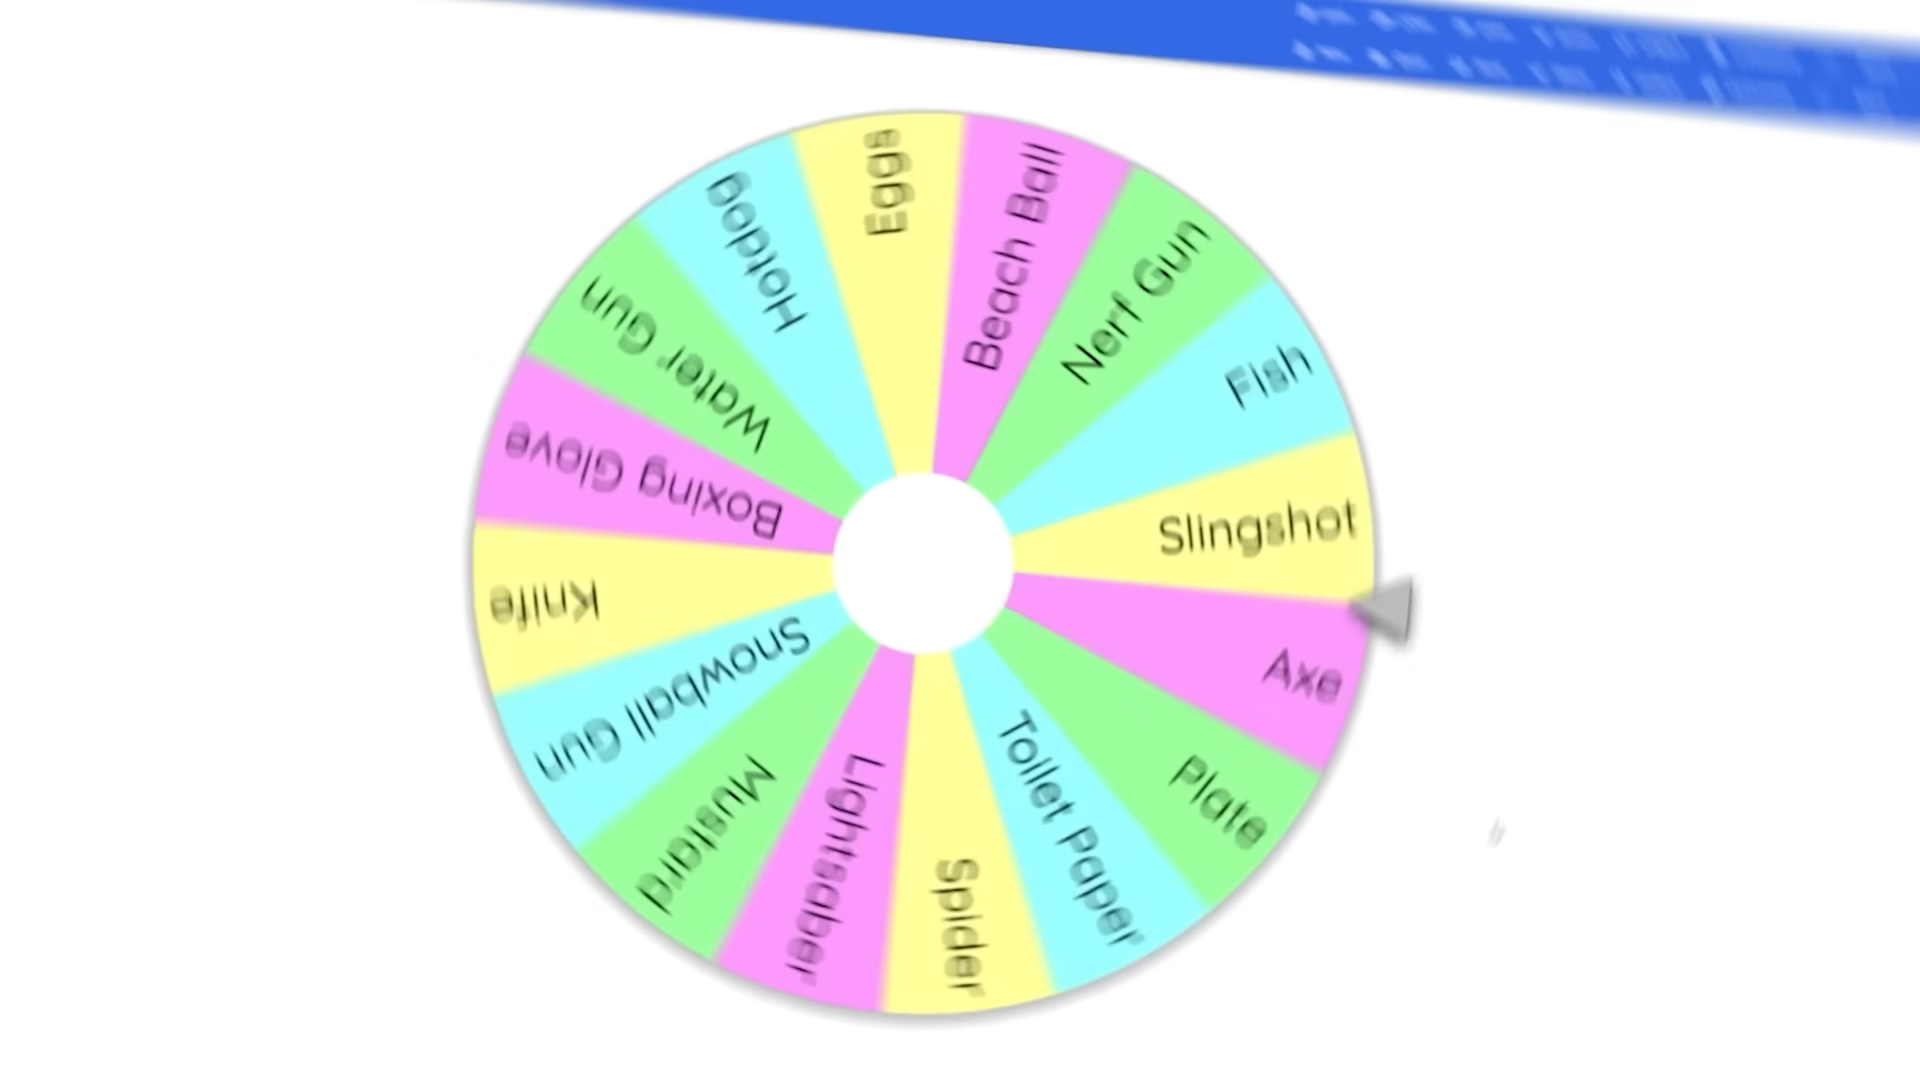 Eggs
Beach Ball
Nerf Gun
Fish
Slingshot
Axe
Plate
Toilet Paper
Spider
Lightsaber
Mustard
Snowball Gun
Knife
Boxing Glove
Water Gun
Hotdog